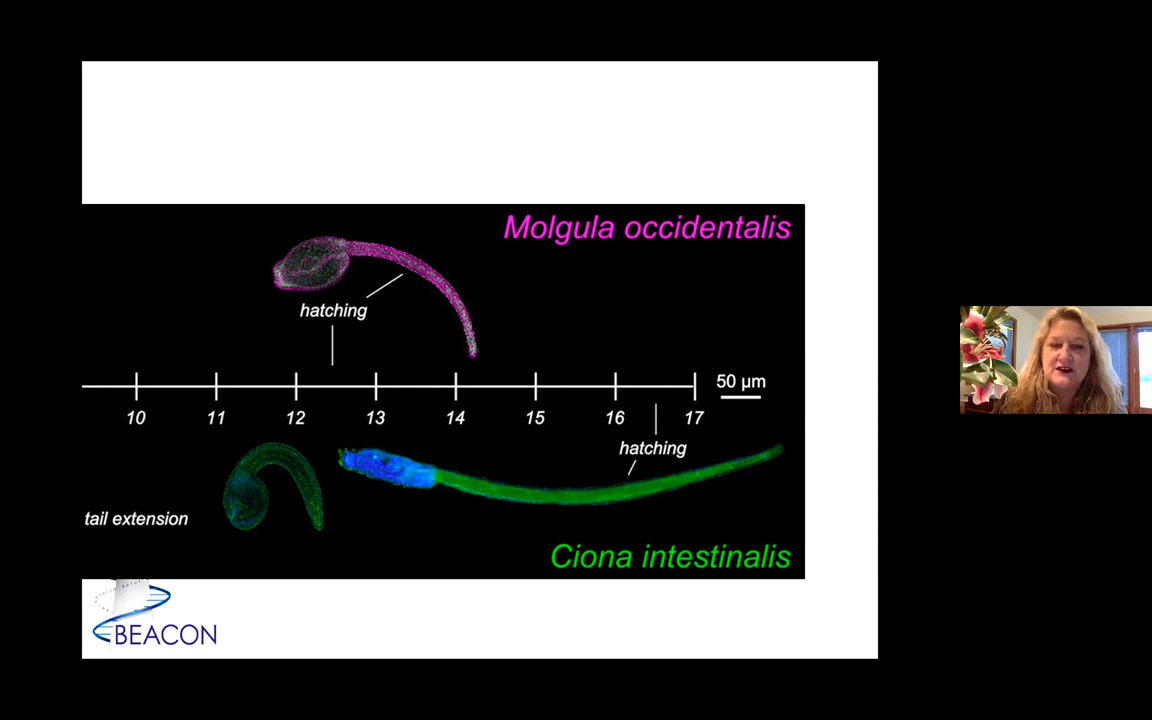 Molgula occidentalis
hatching
50 µm
10 11 12 13 14 15 16 17
hatching
tail extension
Ciona intestinalis
BEACON